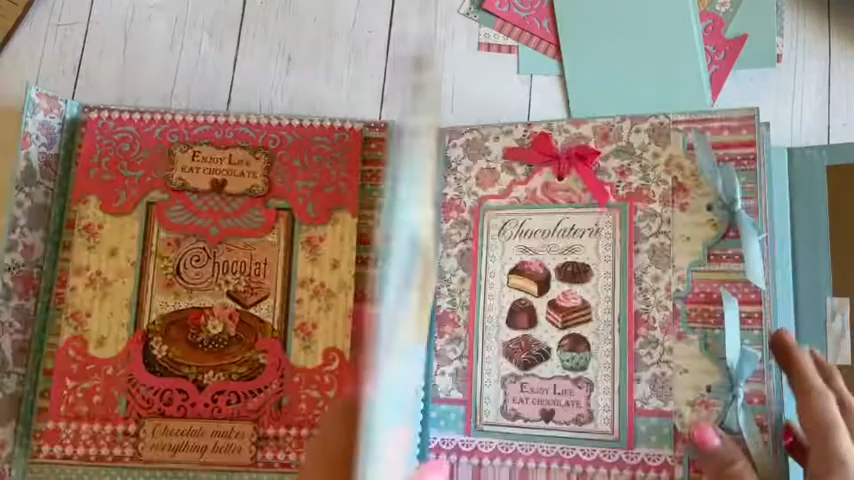 ENJOY LIFE
EAT CHOCOLATE
Chocolat
Chocolate makes
everything better
Chocolaterie
ENJOY LIFE
EAT CHOCOLATE